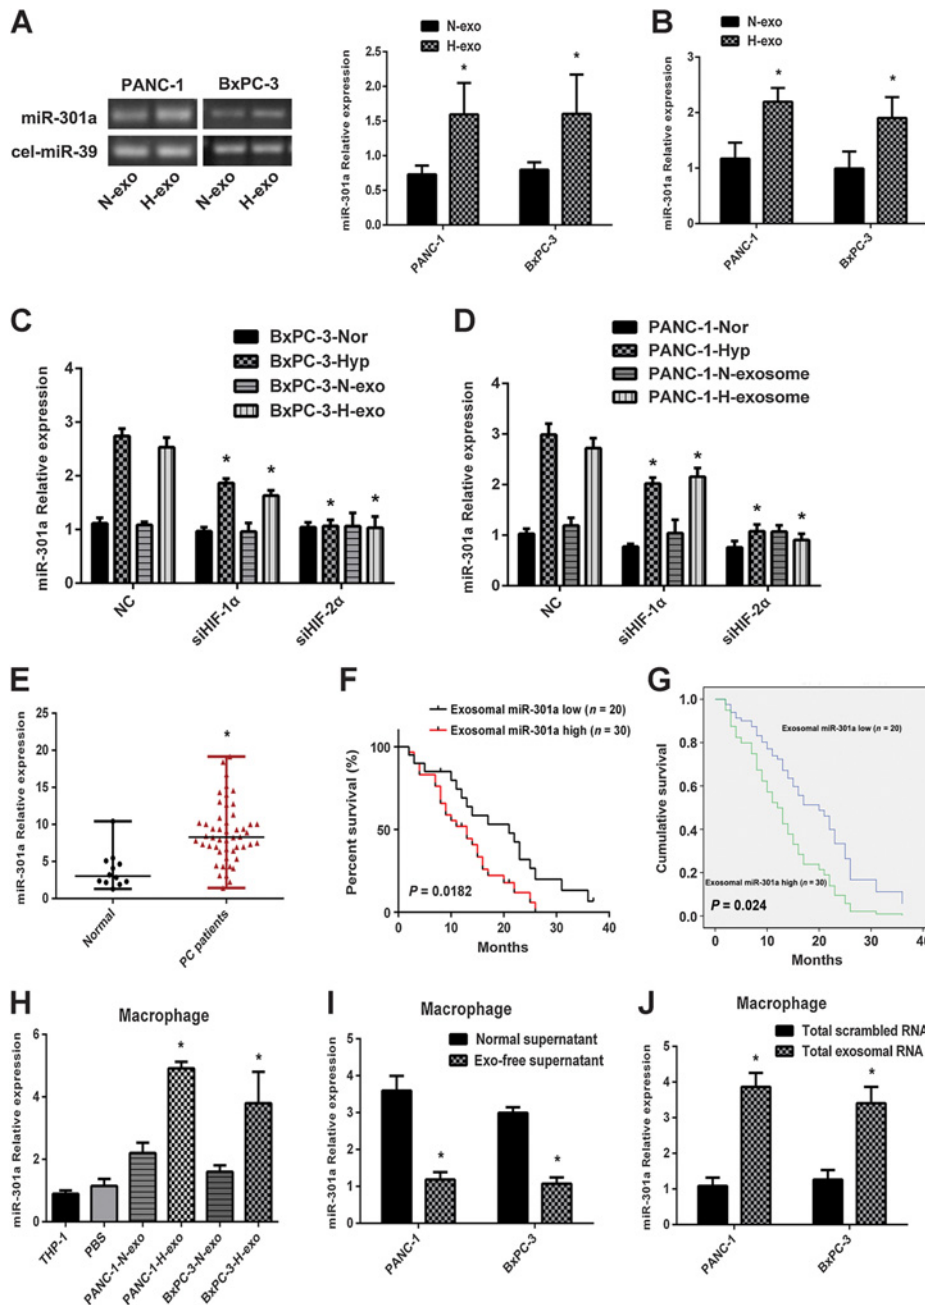 A
PANC-1 BxPC-3
miR-301a
cel-miR-39
N-exo H-exo N-exo H-exo
N-exo
H-exo
miR-301a Relative expression
2.5
2.0
1.5
1.0
0.5
0.0
* *
PANC-1 BxPC-3
B
N-exo
H-exo
miR-301a Relative expression
3
2
1
0
* *
PANC-1 BxPC-3
C
BxPC-3-Nor
BxPC-3-Hyp
BxPC-3-N-exo
BxPC-3-H-exo
miR-301a Relative expression
4
3
2
1
0
* * * *
NC siHIF-1α siHIF-2α
D
PANC-1-Nor
PANC-1-Hyp
PANC-1-N-exosome
PANC-1-H-exosome
miR-301a Relative expression
4
3
2
1
0
* * * *
NC siHIF-1α siHIF-2α
E
miR-301a Relative expression
25
20
15
10
5
0
*
Normal PC patients
F
Exosomal miR-301a low (n = 20)
Exosomal miR-301a high (n = 30)
Percent survival (%)
100
50
0
P = 0.0182
0 10 20 30 40
Months
G
Cumulative survival
1.0
0.8
0.6
0.4
0.2
0.0
Exosomal miR-301a low (n = 20)
Exosomal miR-301a high (n = 30)
P = 0.024
0 10 20 30 40
Months
H
Macrophage
miR-301a Relative expression
6
4
2
0
* *
THP-1 PBS PANC-1-N-exo PANC-1-H-exo BxPC-3-N-exo BxPC-3-H-exo
I
Macrophage
Normal supernatant
Exo-free supernatant
miR-301a Relative expression
5
4
3
2
1
0
* *
PANC-1 BxPC-3
J
Macrophage
Total scrambled RNA
Total exosomal RNA
miR-301a Relative expression
5
4
3
2
1
0
* *
PANC-1 BxPC-3